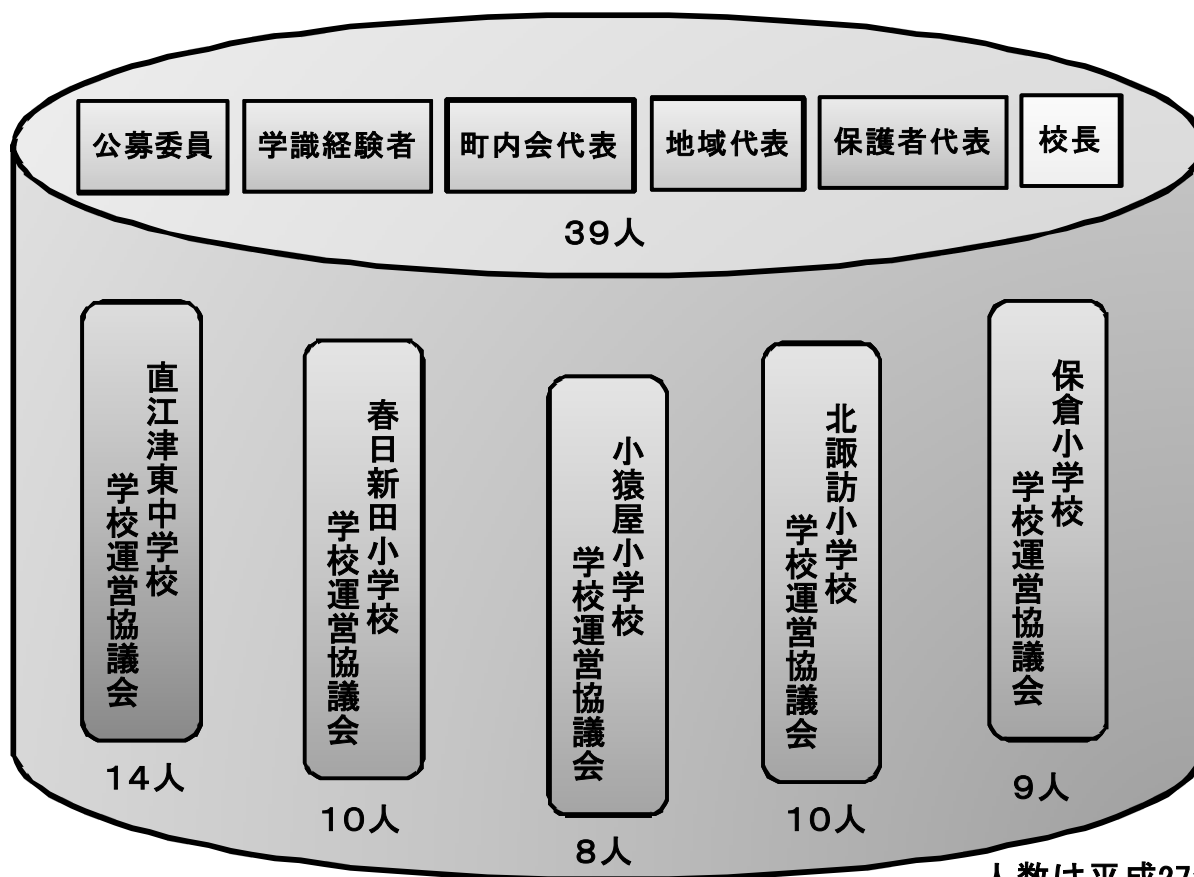 公募委員
学識経験者
町内会代表
地域代表
保護者代表
校長
39人
直江津東中学校
学校運営協議会
14人
春日新田小学校
学校運営協議会
10人
小猿屋小学校
学校運営協議会
8人
北諏訪小学校
学校運営協議会
10人
保倉小学校
学校運営協議会
9人
人数は平成27